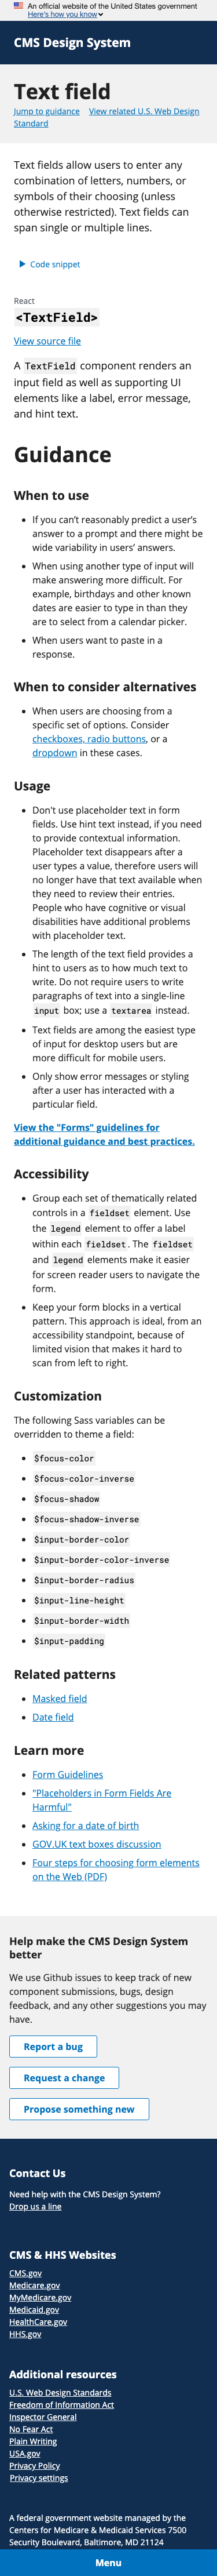 An official website of the United States government
Here's how you know
CMS Design System
Text field
Jump to guidance View related U.S. Web Design
Standard
Text fields allow users to enter any
combination of letters, numbers, or
symbols of their choosing (unless
otherwise restricted). Text fields can
span single or multiple lines.
Code snippet
React
<TextField>
View source file
A TextField component renders an
input field as well as supporting UI
elements like a label, error message,
and hint text.
Guidance
When to use
If you can't reasonably predict a user's
answer to a prompt and there might be
wide variability in users' answers.
When using another type of input will
make answering more difficult. For
example, birthdays and other known
dates are easier to type in than they
are to select from a calendar picker.
When users want to paste in a
response.
When to consider alternatives
When users are choosing from a
specific set of options. Consider
checkboxes, radio buttons, or a
dropdown in these cases.
Usage
Don't use placeholder text in form
fields. Use hint text instead, if you need
to provide contextual information.
Placeholder text disappears after a
user types a value, therefore users will
no longer have that text available when
they need to review their entries.
People who have cognitive or visual
disabilities have additional problems
with placeholder text.
The length of the text field provides a
hint to users as to how much text to
write. Do not require users to write
paragraphs of text into a single-line
input box; use a textarea instead.
Text fields are among the easiest type
of input for desktop users but are
more difficult for mobile users.
Only show error messages or styling
after a user has interacted with a
particular field.
View the "Forms" guidelines for
additional guidance and best practices.
Accessibility
Group each set of thematically related
controls in a fieldset element. Use
the legend element to offer a label
within each fieldset. The fieldset
and legend elements make it easier
for screen reader users to navigate the
form.
Keep your form blocks in a vertical
pattern. This approach is ideal, from an
accessibility standpoint, because of
limited vision that makes it hard to
scan from left to right.
Customization
The following Sass variables can be
overridden to theme a field:
$focus-color
$focus-color-inverse
$focus-shadow
$focus-shadow-inverse
$input-border-color
$input-border-color-inverse
$input-border-radius
$input-line-height
$input-border-width
$input-padding
Related patterns
Masked field
Date field
Learn more
Form Guidelines
"Placeholders in Form Fields Are
Harmful"
Asking for a date of birth
GOV.UK text boxes discussion
Four steps for choosing form elements
on the Web (PDF)
Help make the CMS Design System
better
We use Github issues to keep track of new
component submissions, bugs, design
feedback, and any other suggestions you may
have.
Report a bug
Request a change
Propose something new
Contact Us
Need help with the CMS Design System?
Drop us a line
CMS & HHS Websites
CMS.gov
Medicare.gov
MyMedicare.gov
Medicaid.gov
HealthCare.gov
HHS.gov
Additional resources
U.S. Web Design Standards
Freedom of Information Act
Inspector General
No Fear Act
Plain Writing
USA.gov
Privacy Policy
Privacy settings
A federal government website managed by the
Centers for Medicare & Medicaid Services 7500
Security Boulevard, Baltimore, MD 21124
Menu